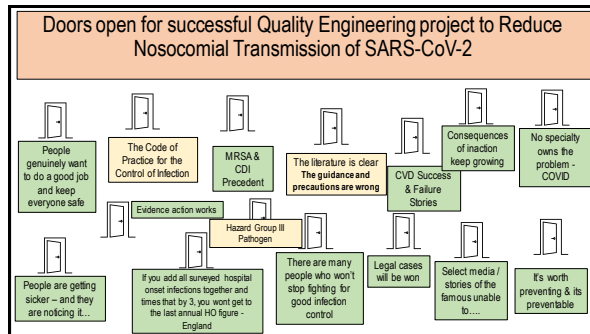 Doors open for successful Quality Engineering project to Reduce
Nosocomial Transmission of SARS-CoV-2
People
genuinely want
to do a good job
and keep
everyone safe
The Code of
Practice for the
Control of Infection
MRSA &
CDI
Precedent
The literature is clear
The guidance and
precautions are wrong
CVD Success
& Failure
Stories
Consequences
of inaction
keep growing
No specialty
owns the
problem -
COVID
Evidence action works
Hazard Group III
Pathogen
People are getting
sicker – and they
are noticing it…
If you add all surveyed hospital
onset infections together and
times that by 3, you wont get to
the last annual HO figure -
England
There are many
people who won't
stop fighting for
good infection
control
Legal cases
will be won
Select media /
stories of the
famous unable
to….
It's worth
preventing & its
preventable